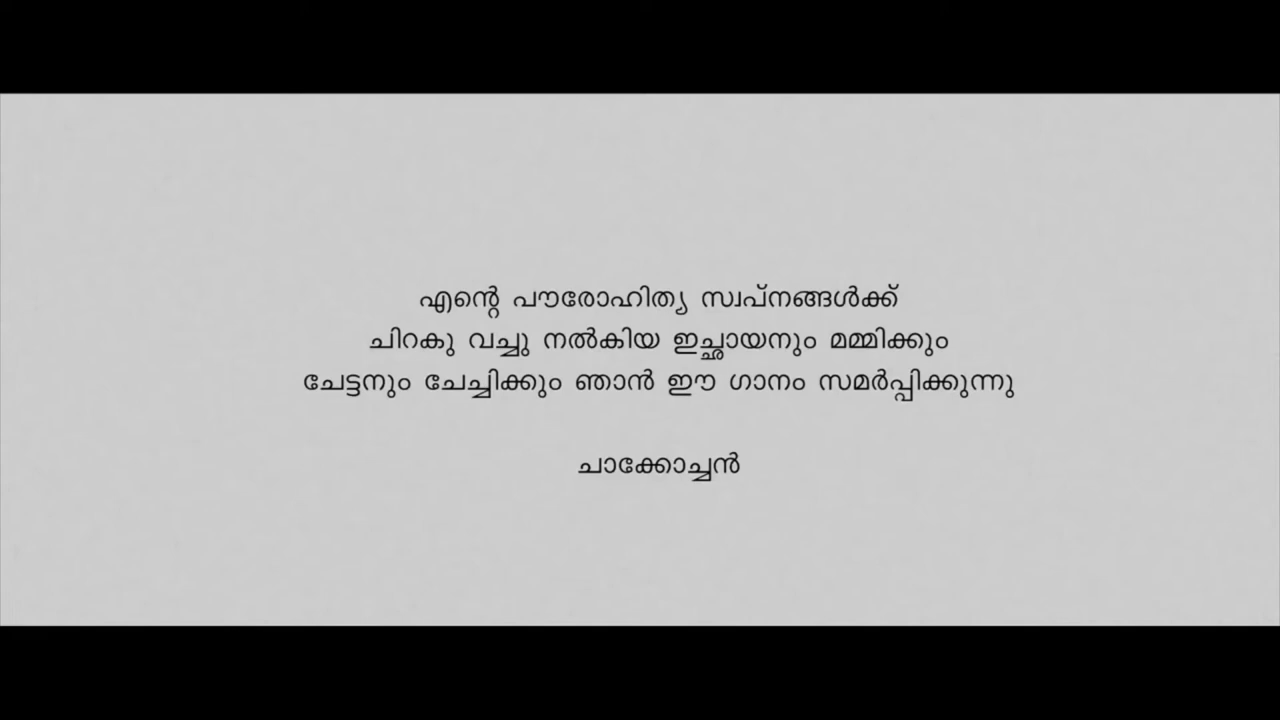 എന്റെ പൗരോഹിത്യ സ്വപ്നങ്ങൾക്ക്
ചിറകു വച്ചു നൽകിയ ഇച്ഛായനും മമ്മിക്കും
ചേട്ടനും ചേച്ചിക്കും ഞാൻ ഈ ഗാനം സമർപ്പിക്കുന്നു
ചാക്കോച്ചൻ